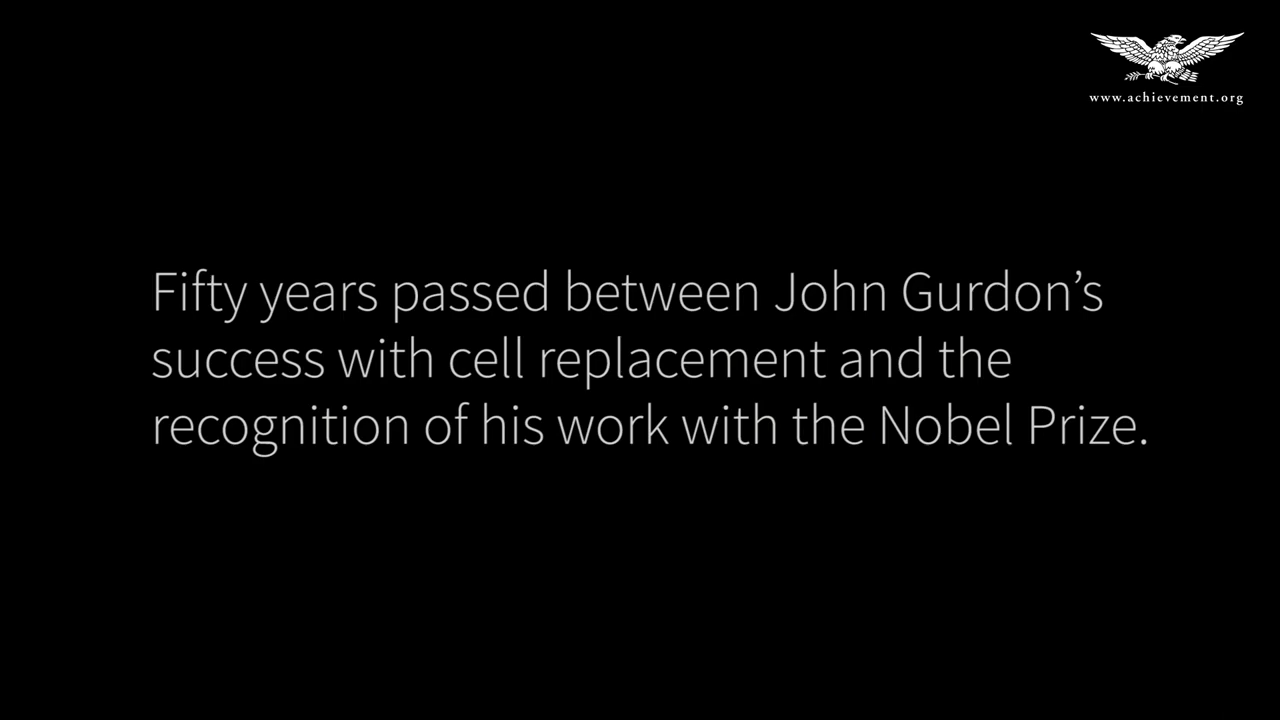 www.achievement.org
Fifty years passed between John Gurdon’s
success with cell replacement and the
recognition of his work with the Nobel Prize.